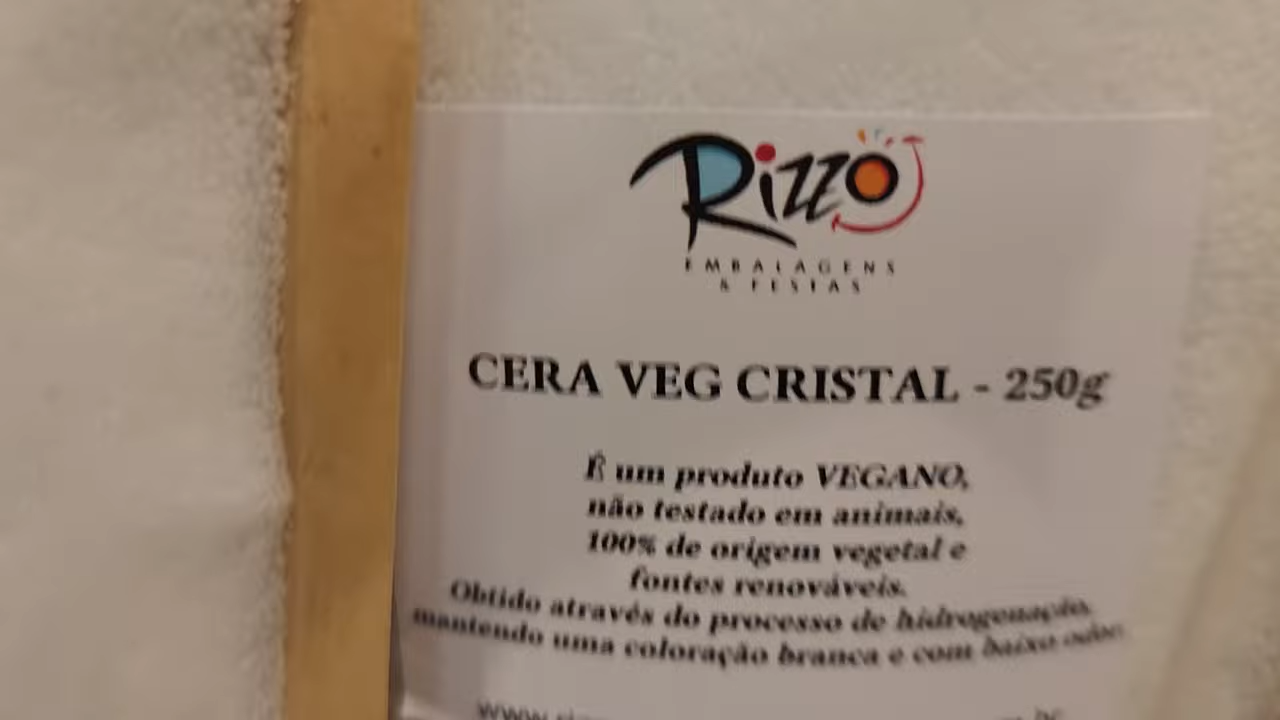 Rizzo
EMBALAGENS
& FESTAS
CERA VEG CRISTAL - 250g
É um produto VEGANO,
não testado em animais,
100% de origem vegetal e
fontes renováveis.
Obtido através do processo de hidrogenação,
mantendo uma coloração branca e com baixo odor.